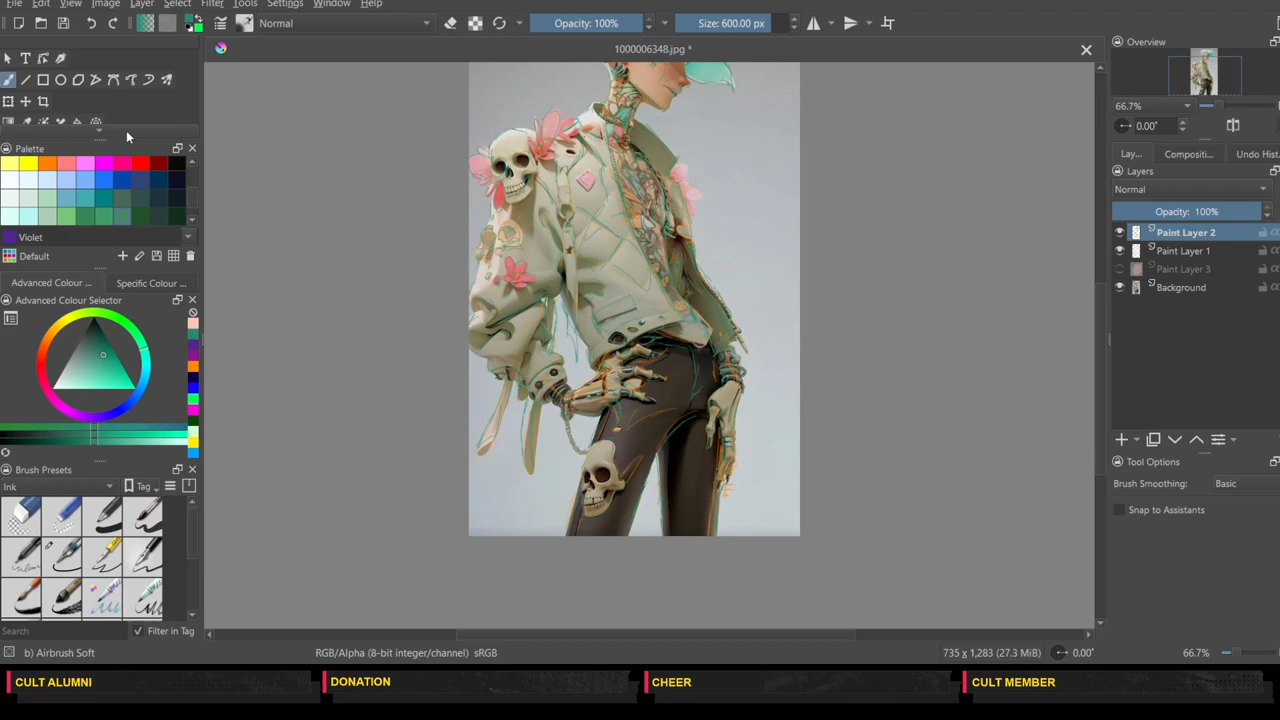 File Edit View Image Layer Select Filter Tools Settings Window Help
Normal
Opacity: 100%
Size: 600.00 px
1000006348.jpg *
Overview
66.7%
0.00°
Lay... Compositi... Undo Hist.
Layers
Normal
Opacity: 100%
Paint Layer 2
Paint Layer 1
Paint Layer 3
Background
Tool Options
Brush Smoothing: Basic
Snap to Assistants
Palette
Violet
Default
Advanced Colour ... Specific Colour ...
Advanced Colour Selector
Brush Presets
Ink
Tag
Search
Filter in Tag
b) Airbrush Soft
RGB/Alpha (8-bit integer/channel) sRGB
735 x 1,283 (27.3 MiB)
0.00°
66.7%
CULT ALUMNI
DONATION
CHEER
CULT MEMBER